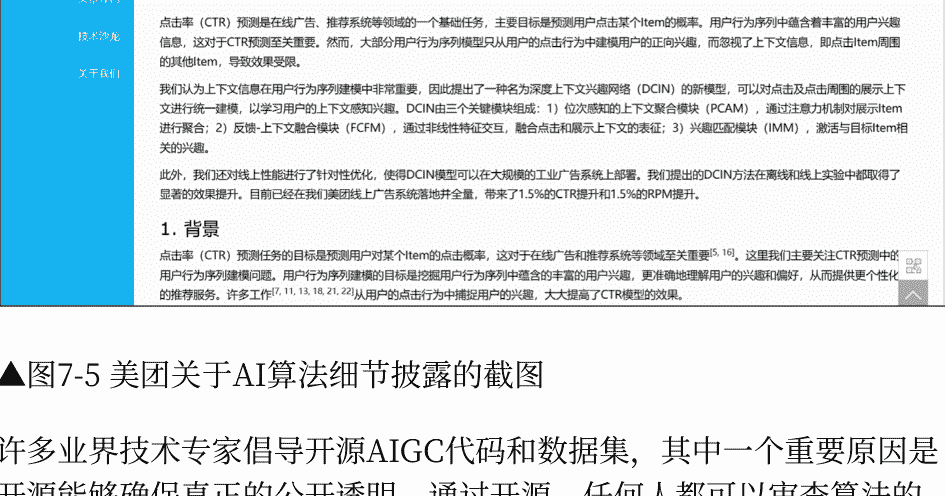 技术沙龙
关于我们
点击率（CTR）预测是在线广告、推荐系统等领域的一个基础任务，主要目标是预测用户点击某个Item的概率。用户行为序列中蕴含着丰富的用户兴趣
信息，这对于CTR预测至关重要。然而，大部分用户行为序列模型只从用户的点击行为中建模用户的正向兴趣，而忽视了上下文信息，即点击Item周围
的其他Item，导致效果受限。
我们认为上下文信息在用户行为序列建模中非常重要，因此提出了一种名为深度上下文兴趣网络（DCIN）的新模型，可以对点击及点击周围的展示上下
文进行统一建模，以学习用户的上下文感知兴趣。DCIN由三个关键模块组成：1）位次感知的上下文聚合模块（PCAM），通过注意力机制对展示Item
进行聚合；2）反馈-上下文融合模块（FCFM），通过非线性特征交互，融合点击和展示上下文的表征；3）兴趣匹配模块（IMM），激活与目标Item相
关的兴趣。
此外，我们还对线上性能进行了针对性优化，使得DCIN模型可以在大规模的工业广告系统上部署。我们提出的DCIN方法在离线和线上实验中都取得了
显著的效果提升。目前已经在我们美团线上广告系统落地并全量，带来了1.5%的CTR提升和1.5%的RPM提升。
1. 背景
点击率（CTR）预测任务的目标是预测用户对某个Item的点击概率，这对于在线广告和推荐系统等领域至关重要[5, 16]。这里我们主要关注CTR预测中的
用户行为序列建模问题。用户行为序列建模的目标是挖掘用户行为序列中蕴含的丰富的用户兴趣，更准确地理解用户的兴趣和偏好，从而提供更个性化
的推荐服务。许多工作[7, 11, 13, 18, 21, 22]从用户的点击行为中捕捉用户的兴趣，大大提高了CTR模型的效果。
▲图7-5 美团关于AI算法细节披露的截图
许多业界技术专家倡导开源AIGC代码和数据集，其中一个重要原因是
开源能够确保真正的公开透明。通过开源，任何人都可以审查算法的